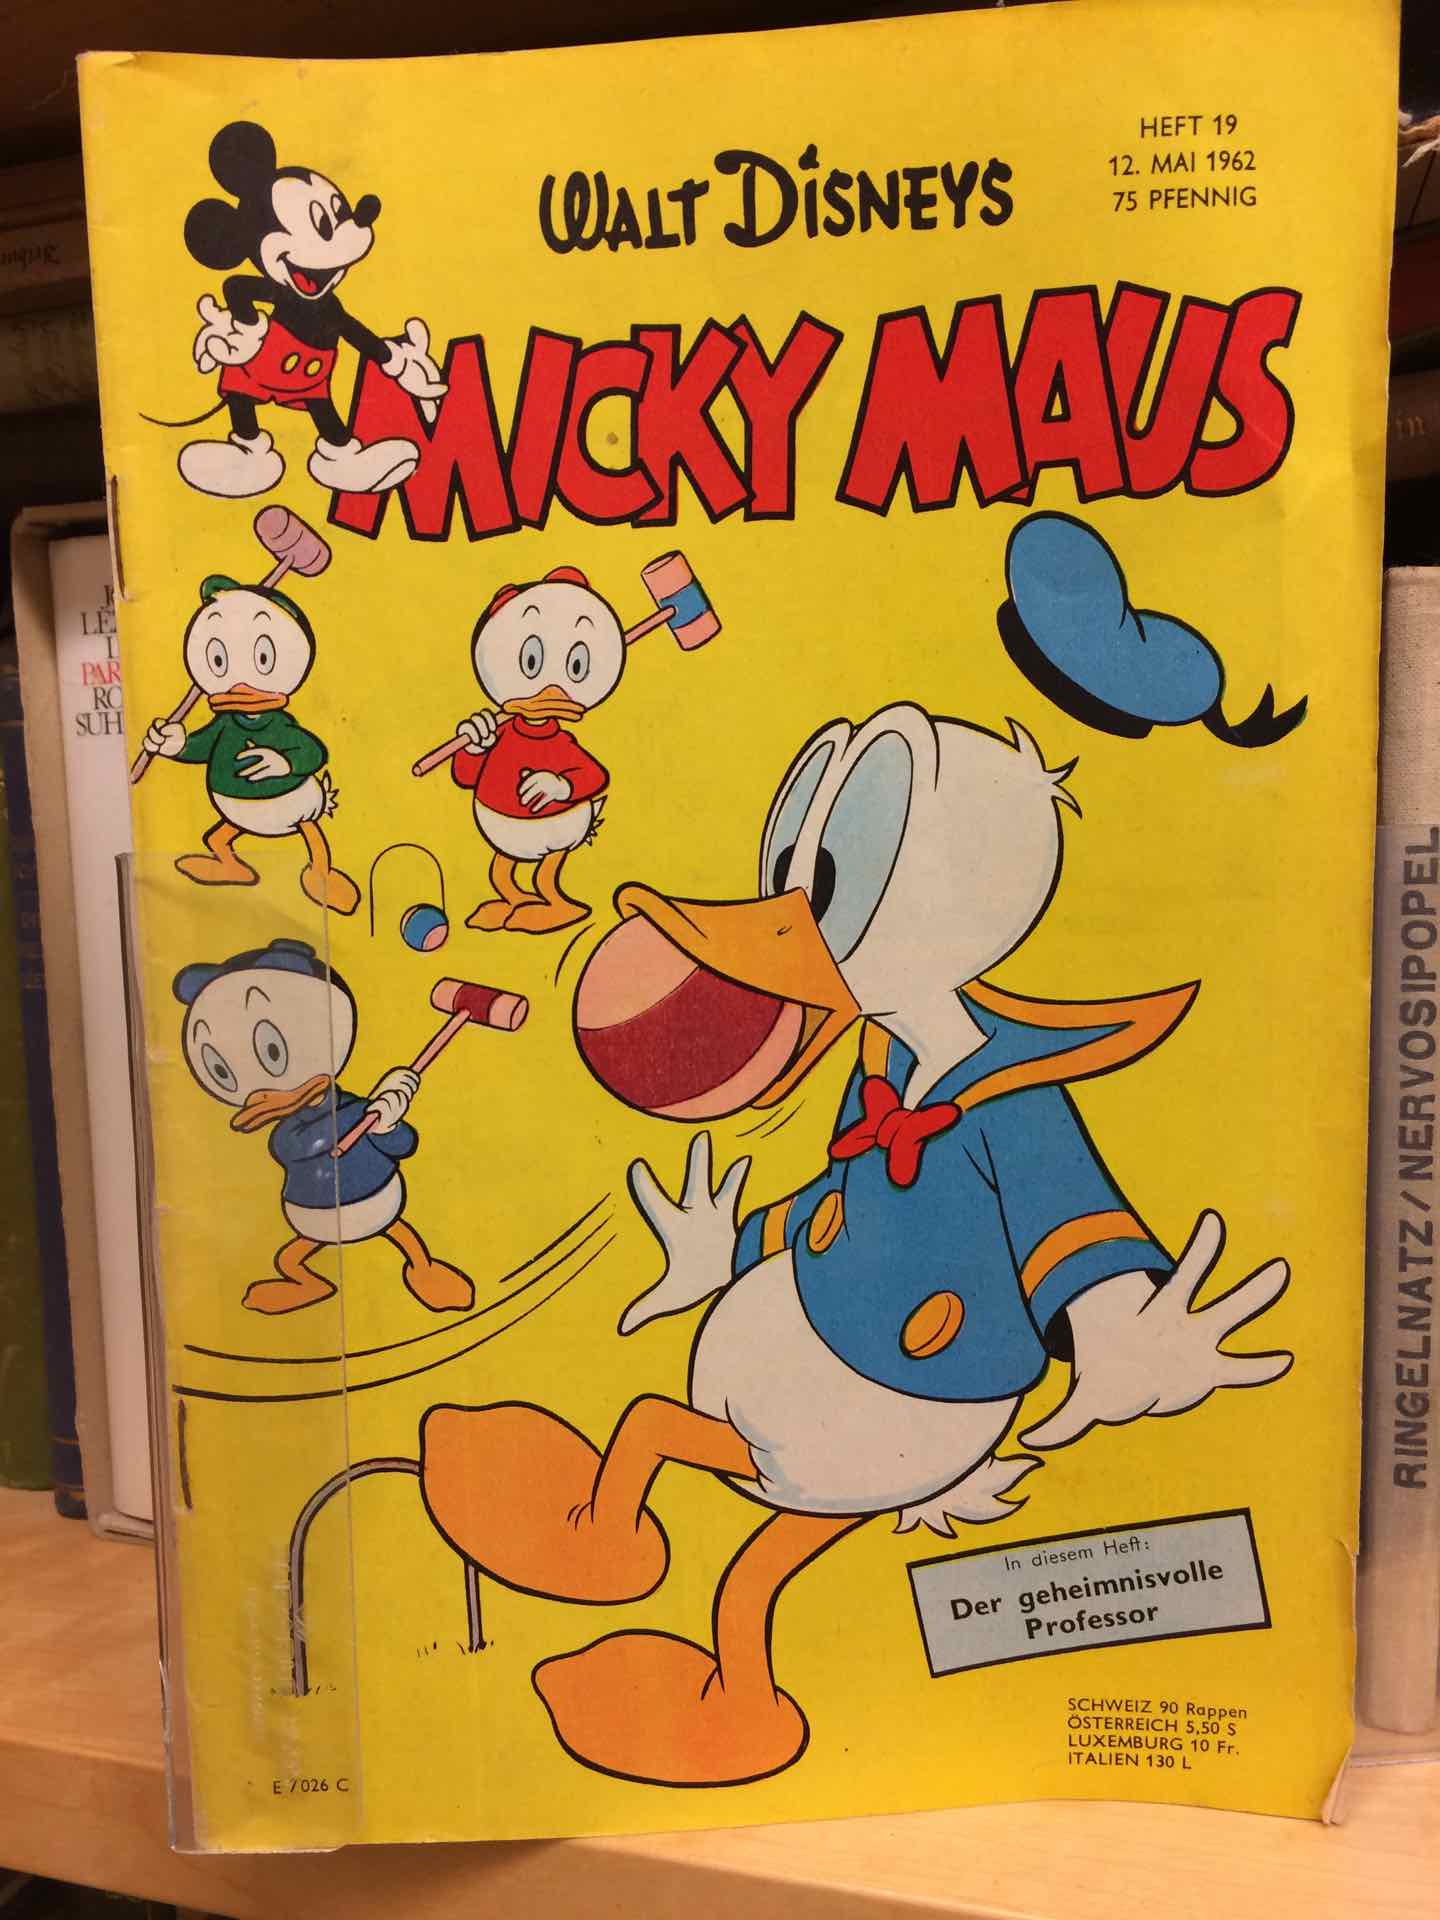 HEFT 19
12. MAI 1962
75 PFENNIG
WALT DISNEYS
MICKY MAUS
In diesem Heft:
Der geheimnisvolle
Professor
SCHWEIZ 90 Rappen
ÖSTERREICH 5,50 S
LUXEMBURG 10 Fr.
ITALIEN 130 L
E 7026 C
RINGELNATZ / NERVOSIPOPEL